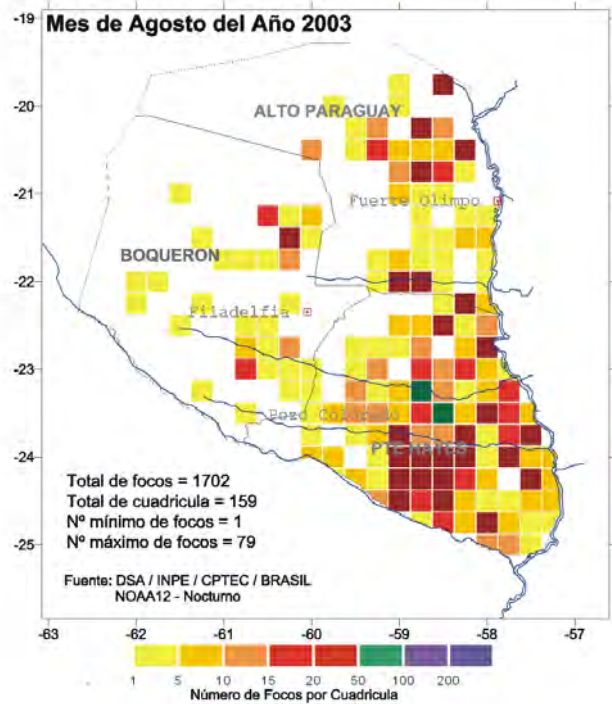 Mes de Agosto del Año 2003
-19
-20
-21
-22
-23
-24
-25
ALTO PARAGUAY
Fuerte Olimpo
BOQUERON
Filadelfia
Pozo Colorado
PTE HAYES
Total de focos = 1702
Total de cuadricula = 159
Nº mínimo de focos = 1
Nº máximo de focos = 79
Fuente: DSA / INPE / CPTEC / BRASIL
NOAA12 - Nocturno
-63 -62 -61 -60 -59 -58 -57
1 5 10 15 20 50 100 200
Número de Focos por Cuadricula